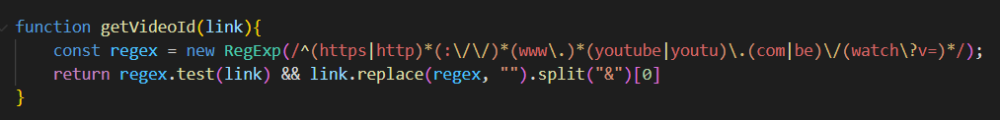 function getVideoId(link){
    const regex = new RegExp(/^(https|http)*(:\/\/)*(www\.)*(youtube|youtu)\.(com|be)\/(watch\?v=)*/);
    return regex.test(link) && link.replace(regex, "").split("&")[0]
}